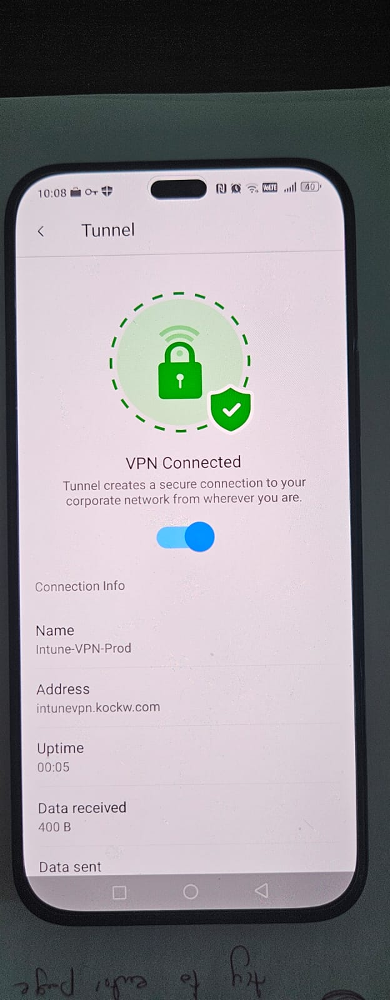 10:08
VoLTE
40
Tunnel
VPN Connected
Tunnel creates a secure connection to your
corporate network from wherever you are.
Connection Info
Name
Intune-VPN-Prod
Address
intunevpn.kockw.com
Uptime
00:05
Data received
400 B
Data sent
try to enter page